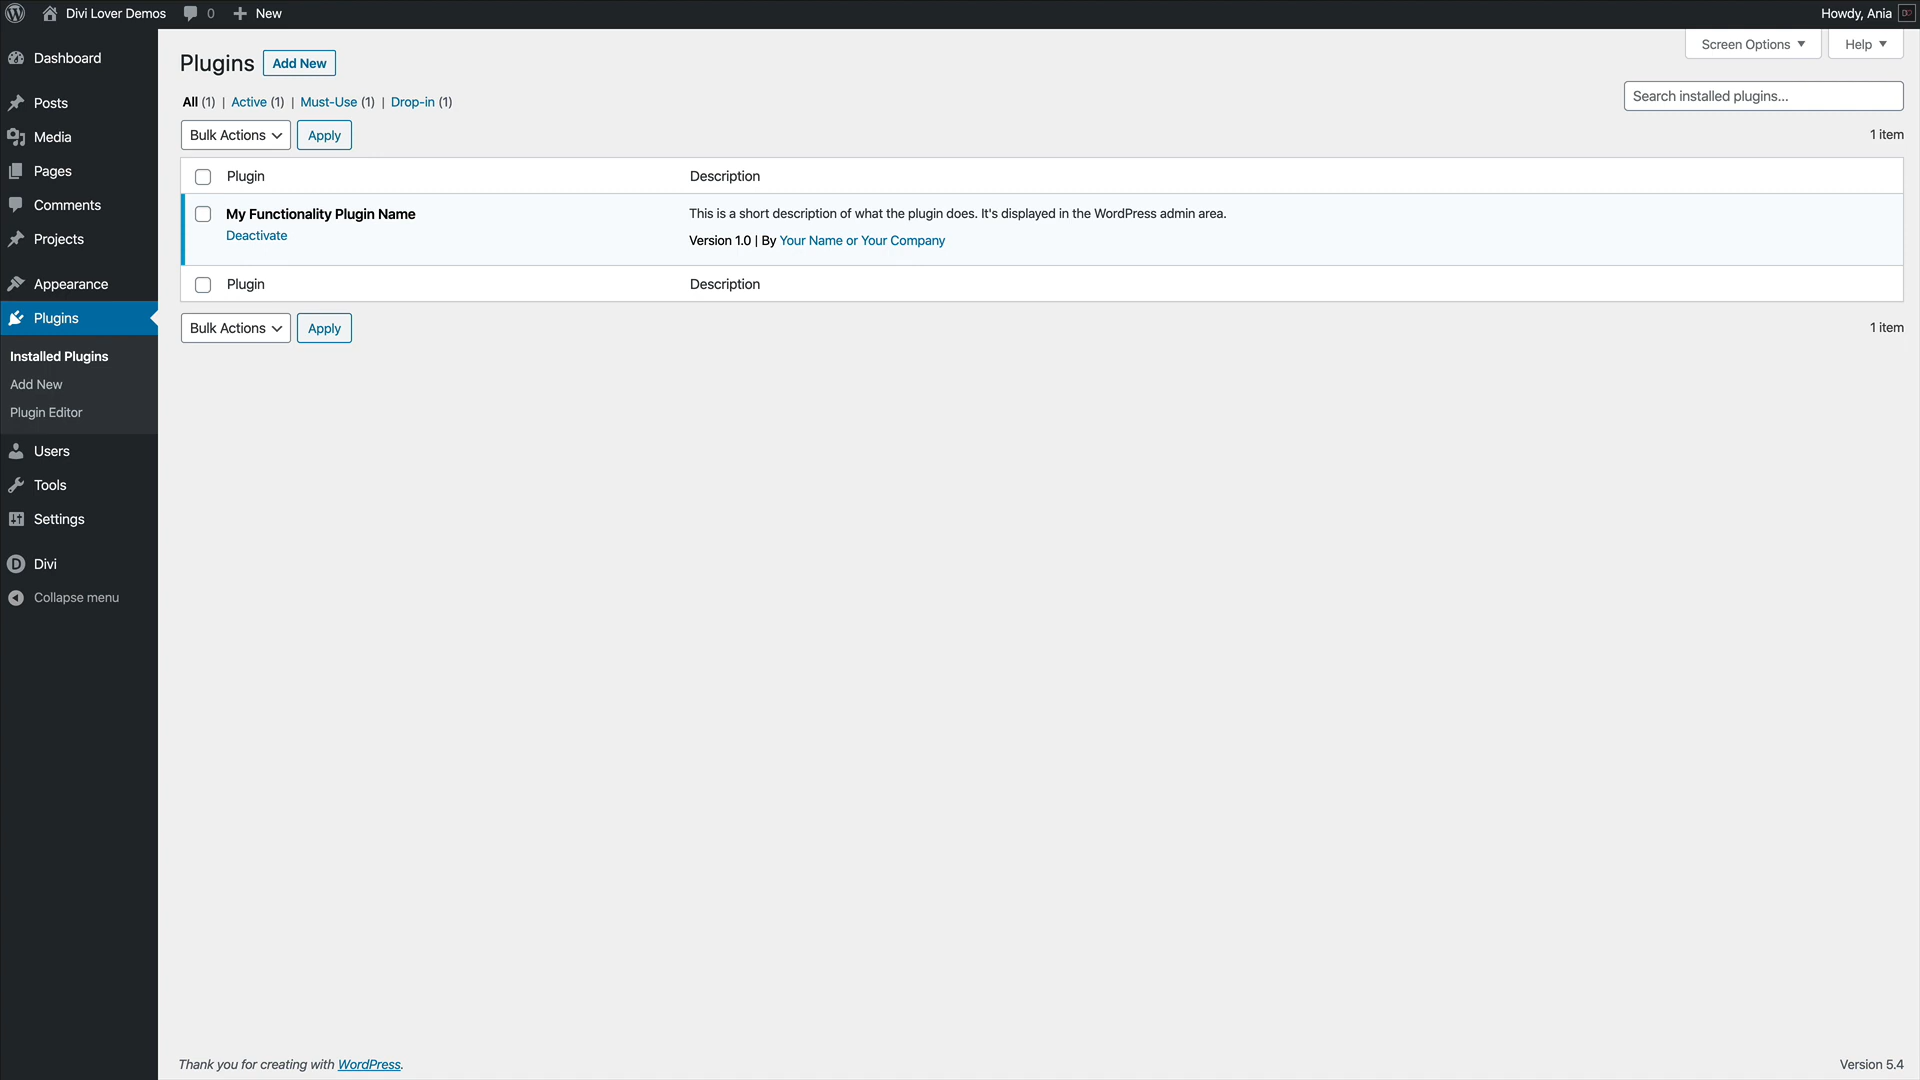 Divi Lover Demos 0 New Howdy, Ania
Screen Options Help
Dashboard
Posts
Media
Pages
Comments
Projects
Appearance
Plugins
Installed Plugins
Add New
Plugin Editor
Users
Tools
Settings
Divi
Collapse menu
Plugins Add New
All (1) | Active (1) | Must-Use (1) | Drop-in (1)
Search installed plugins...
Bulk Actions Apply 1 item
Plugin Description
My Functionality Plugin Name This is a short description of what the plugin does. It's displayed in the WordPress admin area.
Deactivate Version 1.0 | By Your Name or Your Company
Plugin Description
Bulk Actions Apply 1 item
Thank you for creating with WordPress. Version 5.4